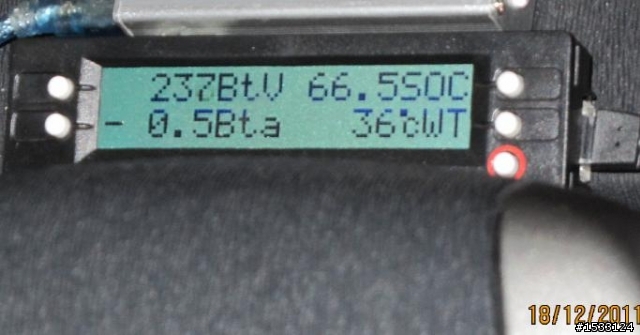 237BtV 66.5SOC
- 0.5Bta 36°cWT
18/12/2011
#1533124